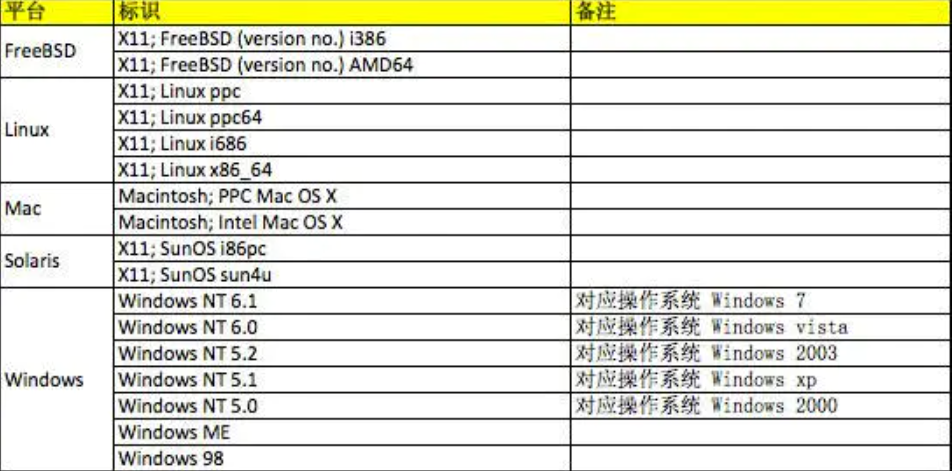 平台 标识 备注
FreeBSD X11; FreeBSD (version no.) i386
X11; FreeBSD (version no.) AMD64
Linux X11; Linux ppc
X11; Linux ppc64
X11; Linux i686
X11; Linux x86_64
Mac Macintosh; PPC Mac OS X
Macintosh; Intel Mac OS X
Solaris X11; SunOS i86pc
X11; SunOS sun4u
Windows Windows NT 6.1 对应操作系统 Windows 7
Windows NT 6.0 对应操作系统 Windows vista
Windows NT 5.2 对应操作系统 Windows 2003
Windows NT 5.1 对应操作系统 Windows xp
Windows NT 5.0 对应操作系统 Windows 2000
Windows ME
Windows 98